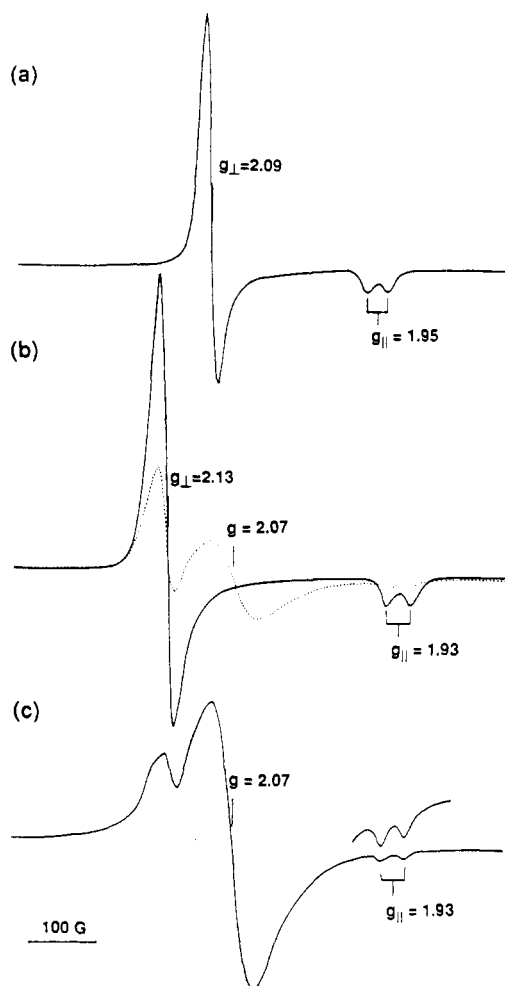 (a)
g⊥=2.09
g|| = 1.95
(b)
g⊥=2.13
g = 2.07
g|| = 1.93
(c)
g = 2.07
g|| = 1.93
100 G